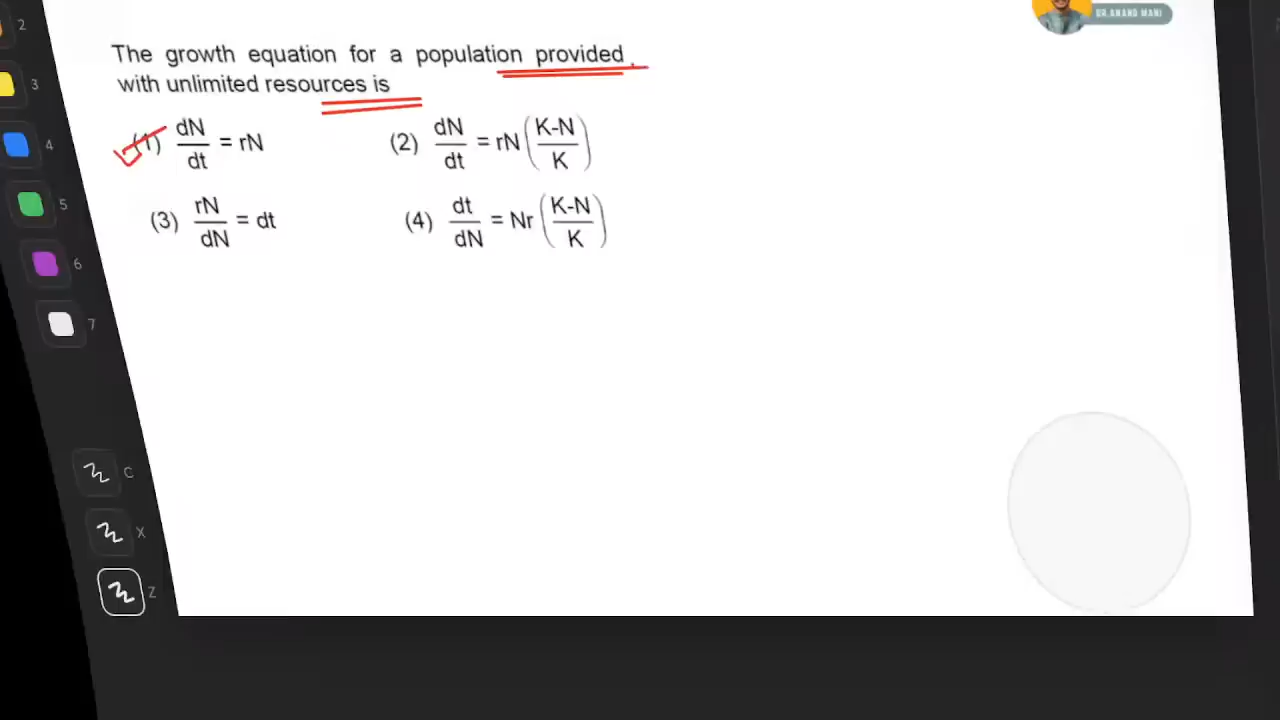 2
DR ANAND MANI
The growth equation for a population provided
3
with unlimited resources is
(1) dN/dt = rN (2) dN/dt = rN (K-N/K)
4
(3) rN/dN = dt (4) dt/dN = Nr (K-N/K)
5
6
7
C
X
Z